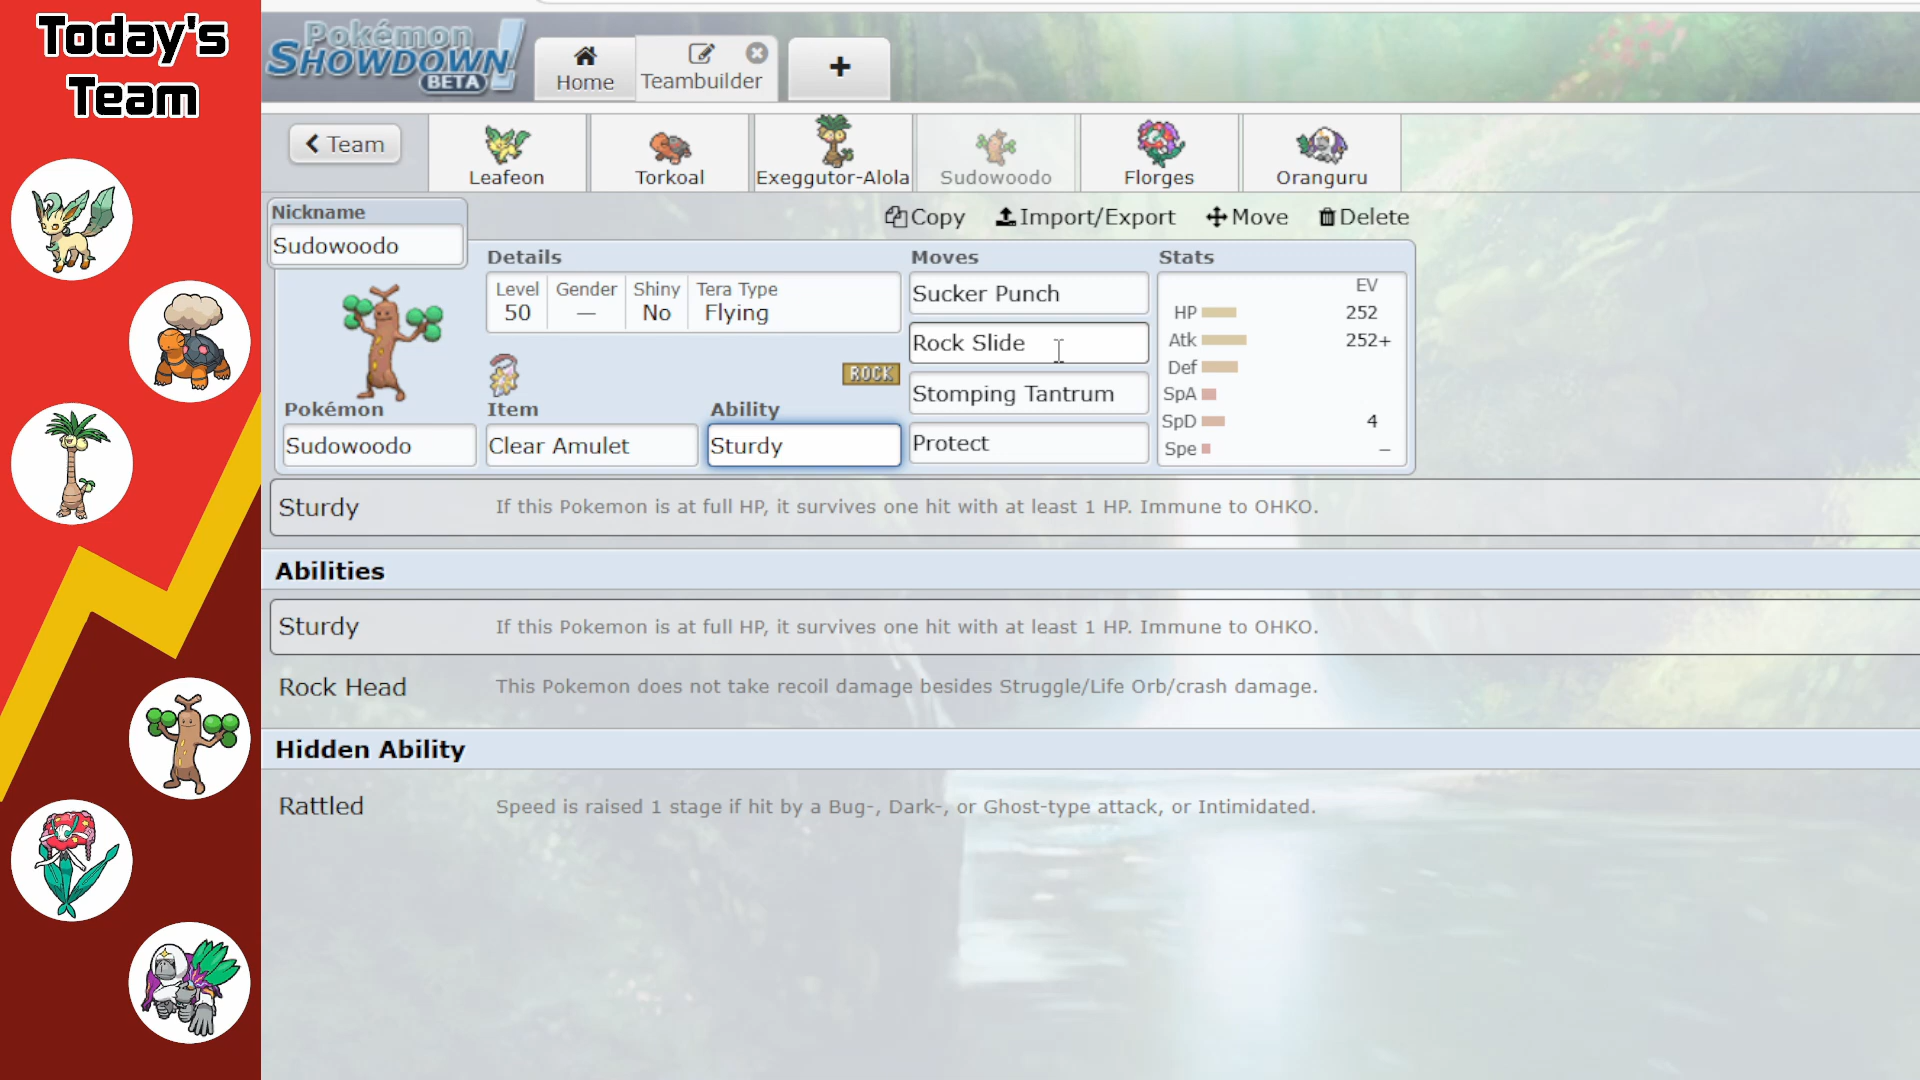 Today's
Team
Pokémon
SHOWDOWN!
BETA
Home
Teambuilder
+
Team
Leafeon
Torkoal
Exeggutor-Alola
Sudowoodo
Florges
Oranguru
Copy
Import/Export
Move
Delete
Nickname
Sudowoodo
Details
Level
50
Gender
—
Shiny
No
Tera Type
Flying
ROCK
Pokémon
Sudowoodo
Item
Clear Amulet
Ability
Sturdy
Moves
Sucker Punch
Rock Slide
Stomping Tantrum
Protect
Stats
EV
HP 252
Atk 252+
Def
SpA
SpD 4
Spe –
Sturdy If this Pokemon is at full HP, it survives one hit with at least 1 HP. Immune to OHKO.
Abilities
Sturdy If this Pokemon is at full HP, it survives one hit with at least 1 HP. Immune to OHKO.
Rock Head This Pokemon does not take recoil damage besides Struggle/Life Orb/crash damage.
Hidden Ability
Rattled Speed is raised 1 stage if hit by a Bug-, Dark-, or Ghost-type attack, or Intimidated.